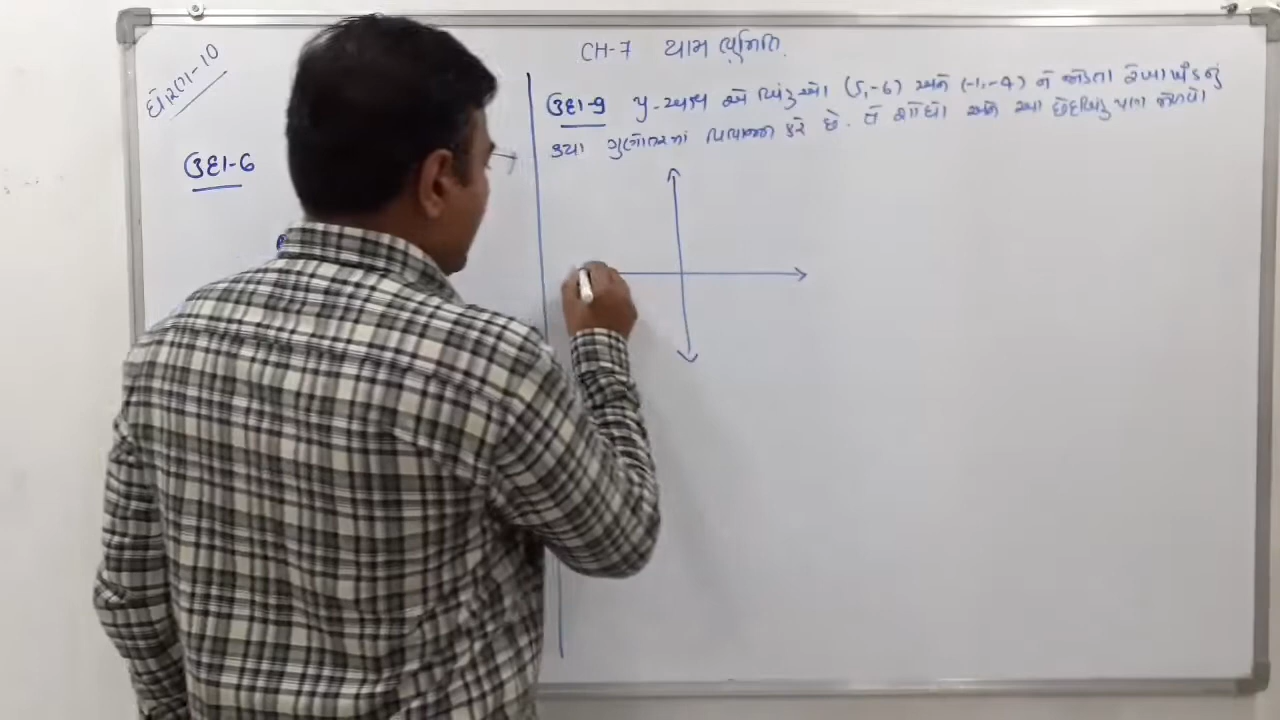 CH-7 યામ ભૂમિતિ.
ધોરણ-10
ઉદા-6
ઉદા-9 y-અક્ષ એ બિંદુઓ (5,-6) અને (-1,-4) ને જોડતા રેખાખંડનું
કયા ગુણોત્તરમાં વિભાજન કરે છે. તે શોધો અને આ છેદબિંદુ પણ મેળવો